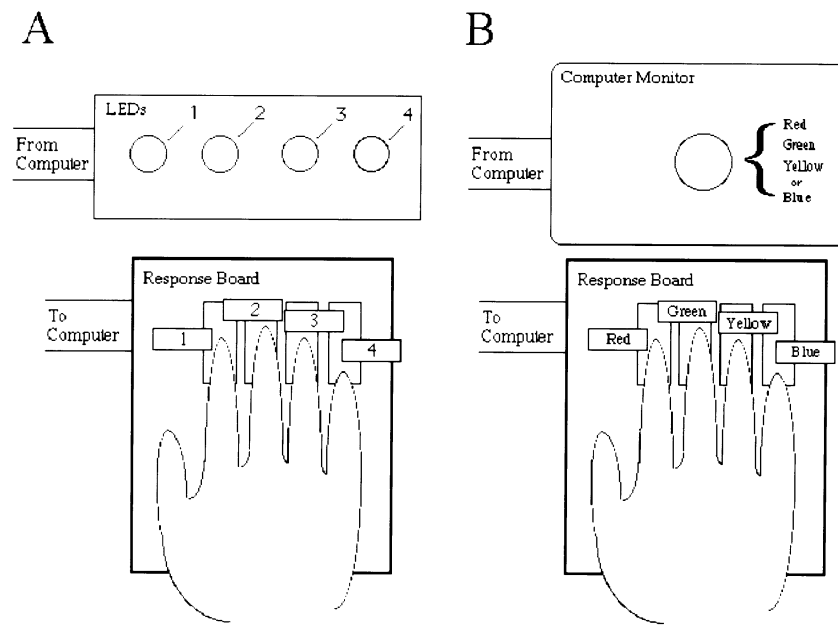 A
LEDs
1
2
3
4
From
Computer
Response Board
To
Computer
1
2
3
4
B
Computer Monitor
From
Computer
Red
Green
Yellow
or
Blue
Response Board
To
Computer
Red
Green
Yellow
Blue